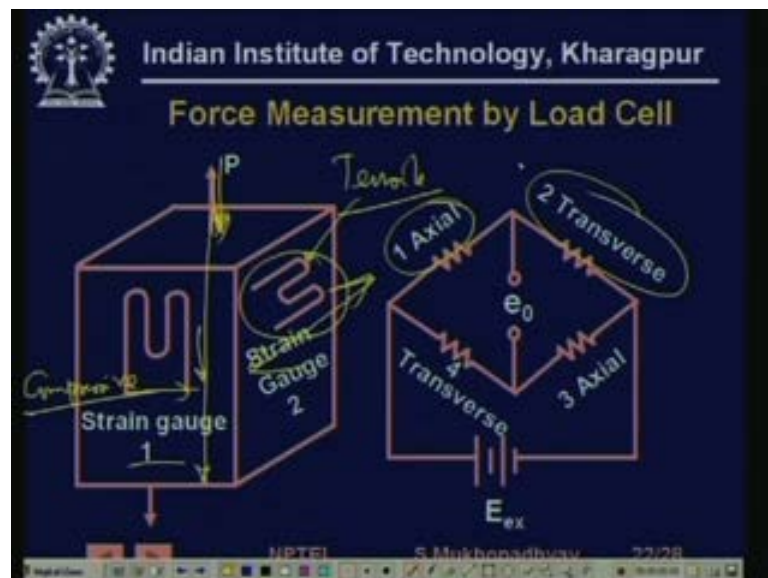 Indian Institute of Technology, Kharagpur
Force Measurement by Load Cell
P
Tensile
1 Axial
2 Transverse
e0
Strain
Gauge
2
Compressive
Strain gauge
1
4
Transverse
3 Axial
Eex
NPTEL
S.Mukhopadhyay
22/28